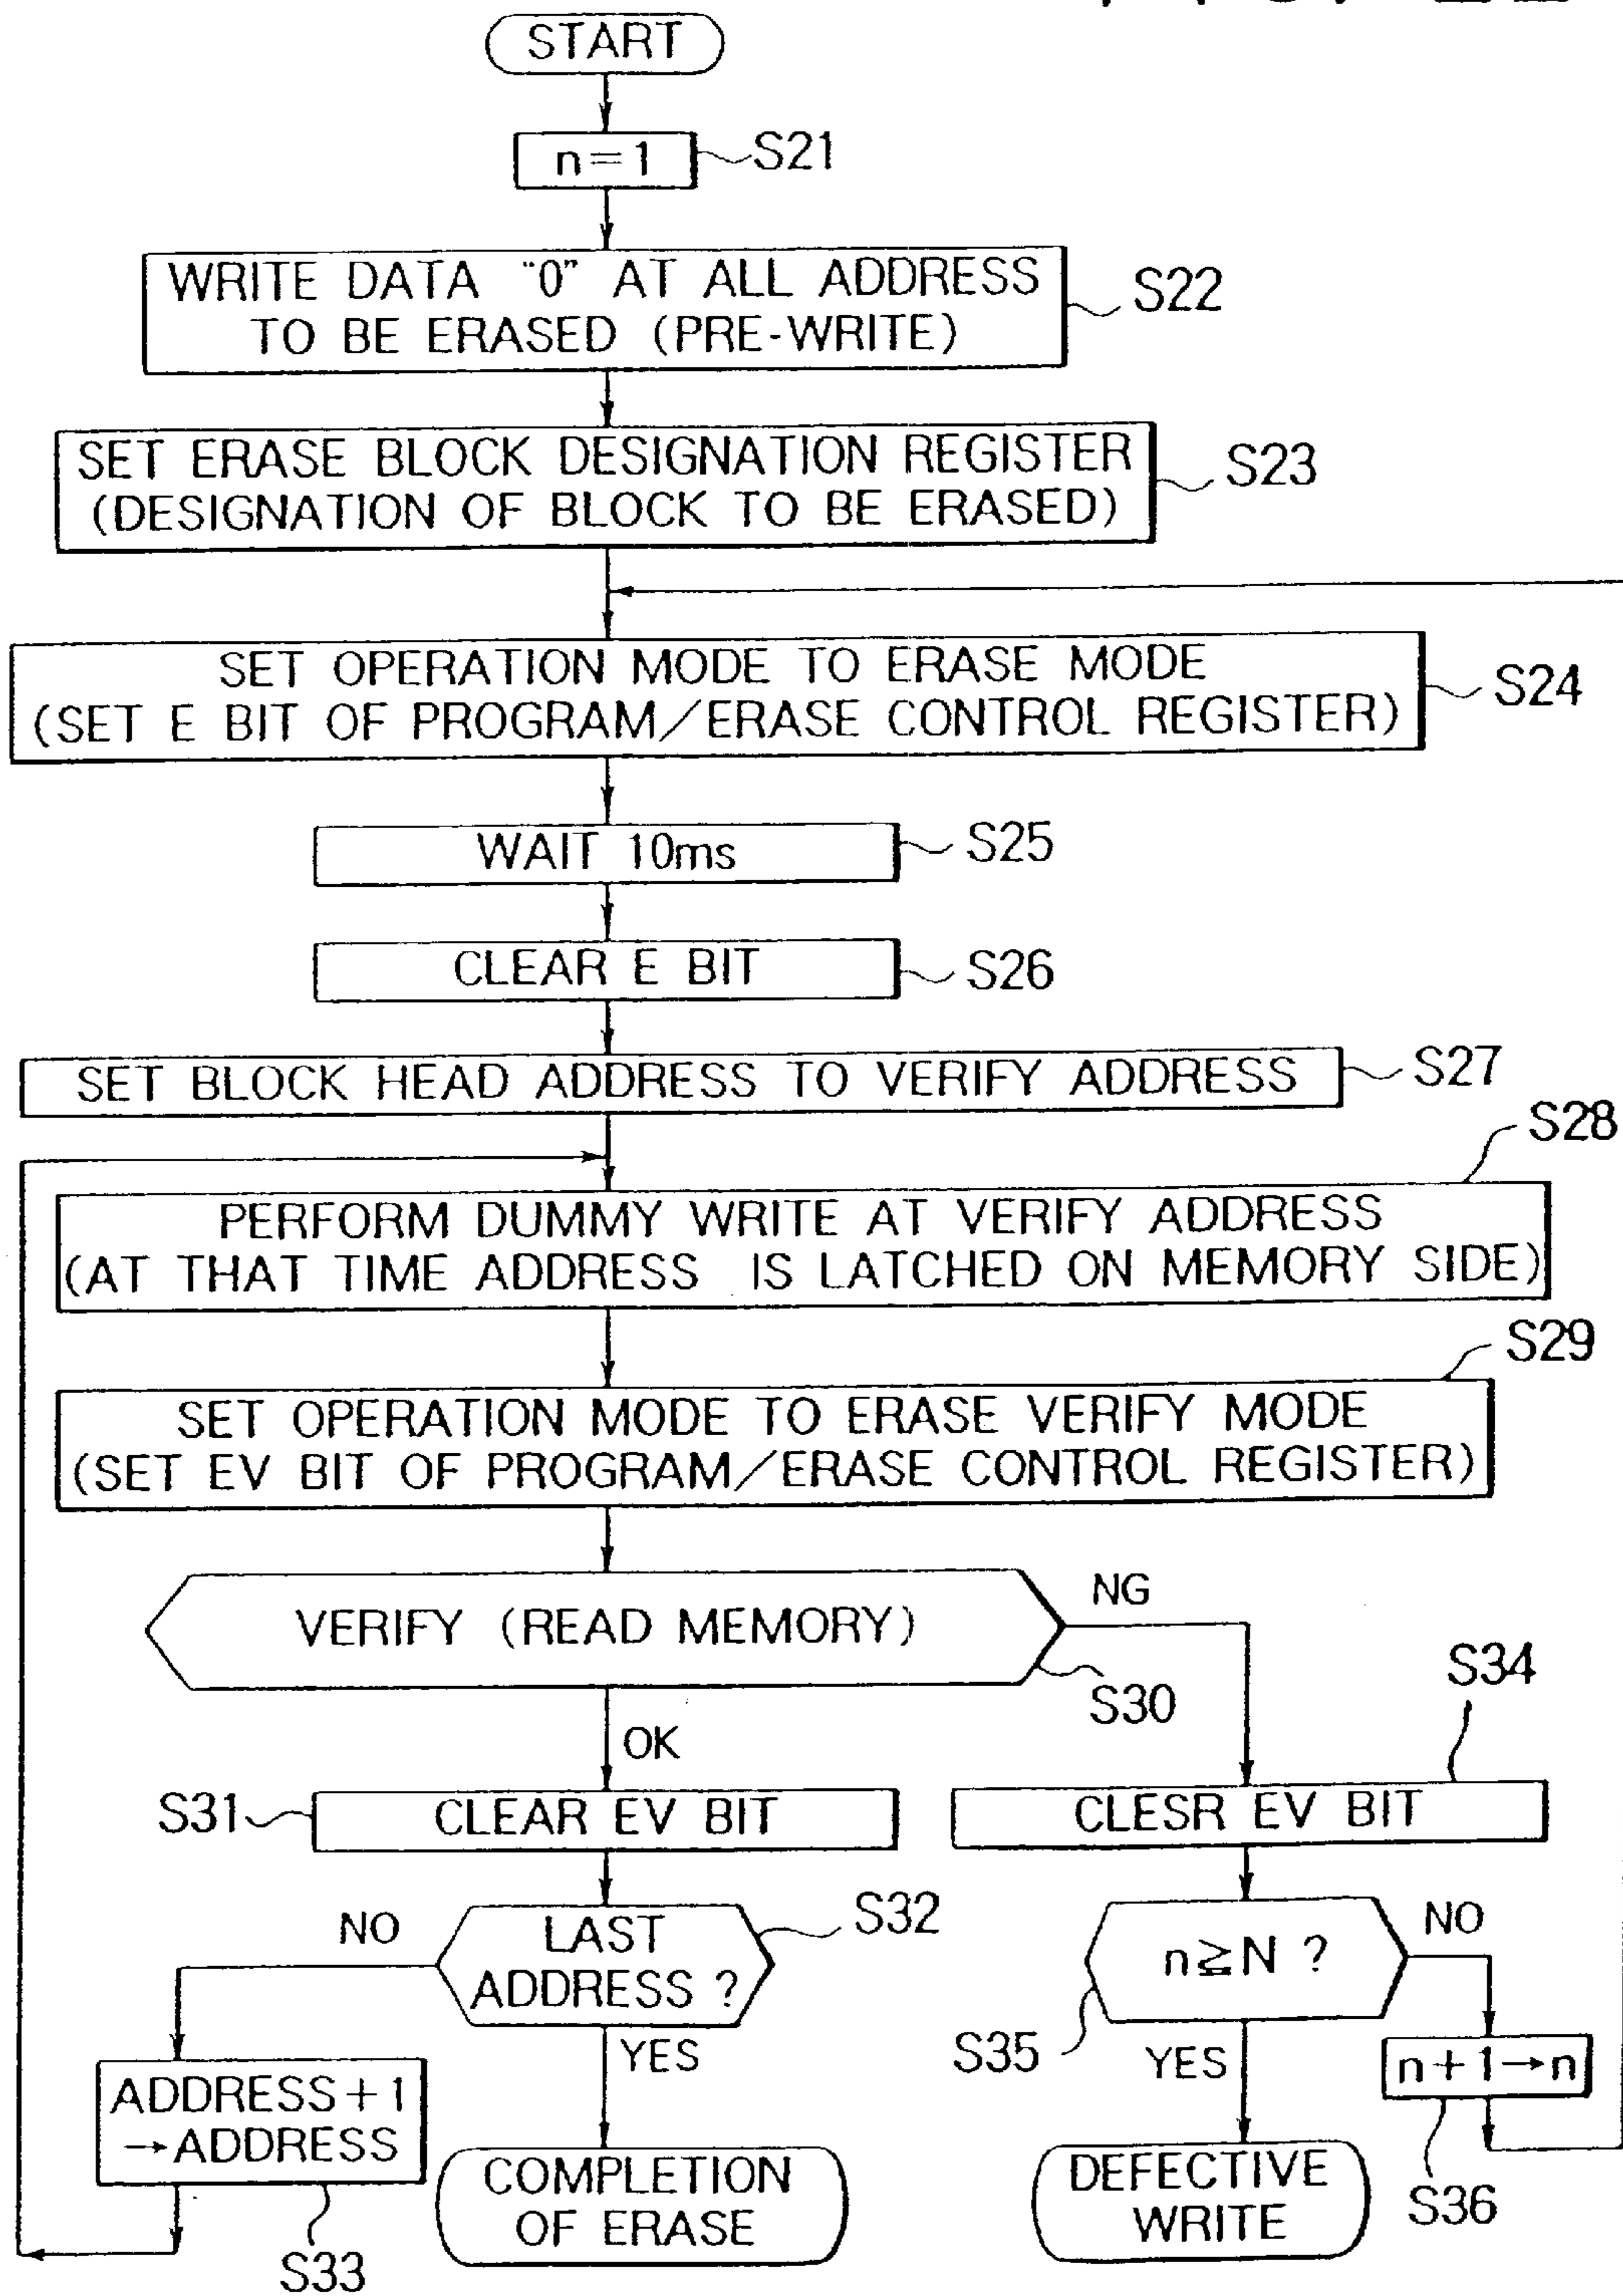 START
n=1
S21
WRITE DATA "0" AT ALL ADDRESS
TO BE ERASED (PRE-WRITE)
S22
SET ERASE BLOCK DESIGNATION REGISTER
(DESIGNATION OF BLOCK TO BE ERASED)
S23
SET OPERATION MODE TO ERASE MODE
(SET E BIT OF PROGRAM/ERASE CONTROL REGISTER)
S24
WAIT 10ms
S25
CLEAR E BIT
S26
SET BLOCK HEAD ADDRESS TO VERIFY ADDRESS
S27
S28
PERFORM DUMMY WRITE AT VERIFY ADDRESS
(AT THAT TIME ADDRESS IS LATCHED ON MEMORY SIDE)
S29
SET OPERATION MODE TO ERASE VERIFY MODE
(SET EV BIT OF PROGRAM/ERASE CONTROL REGISTER)
VERIFY (READ MEMORY)
NG
S30
S34
OK
S31
CLEAR EV BIT
CLESR EV BIT
NO
LAST
ADDRESS ?
S32
n≧N ?
NO
S35
YES
YES
n+1→n
ADDRESS+1
→ADDRESS
COMPLETION
OF ERASE
DEFECTIVE
WRITE
S36
S33